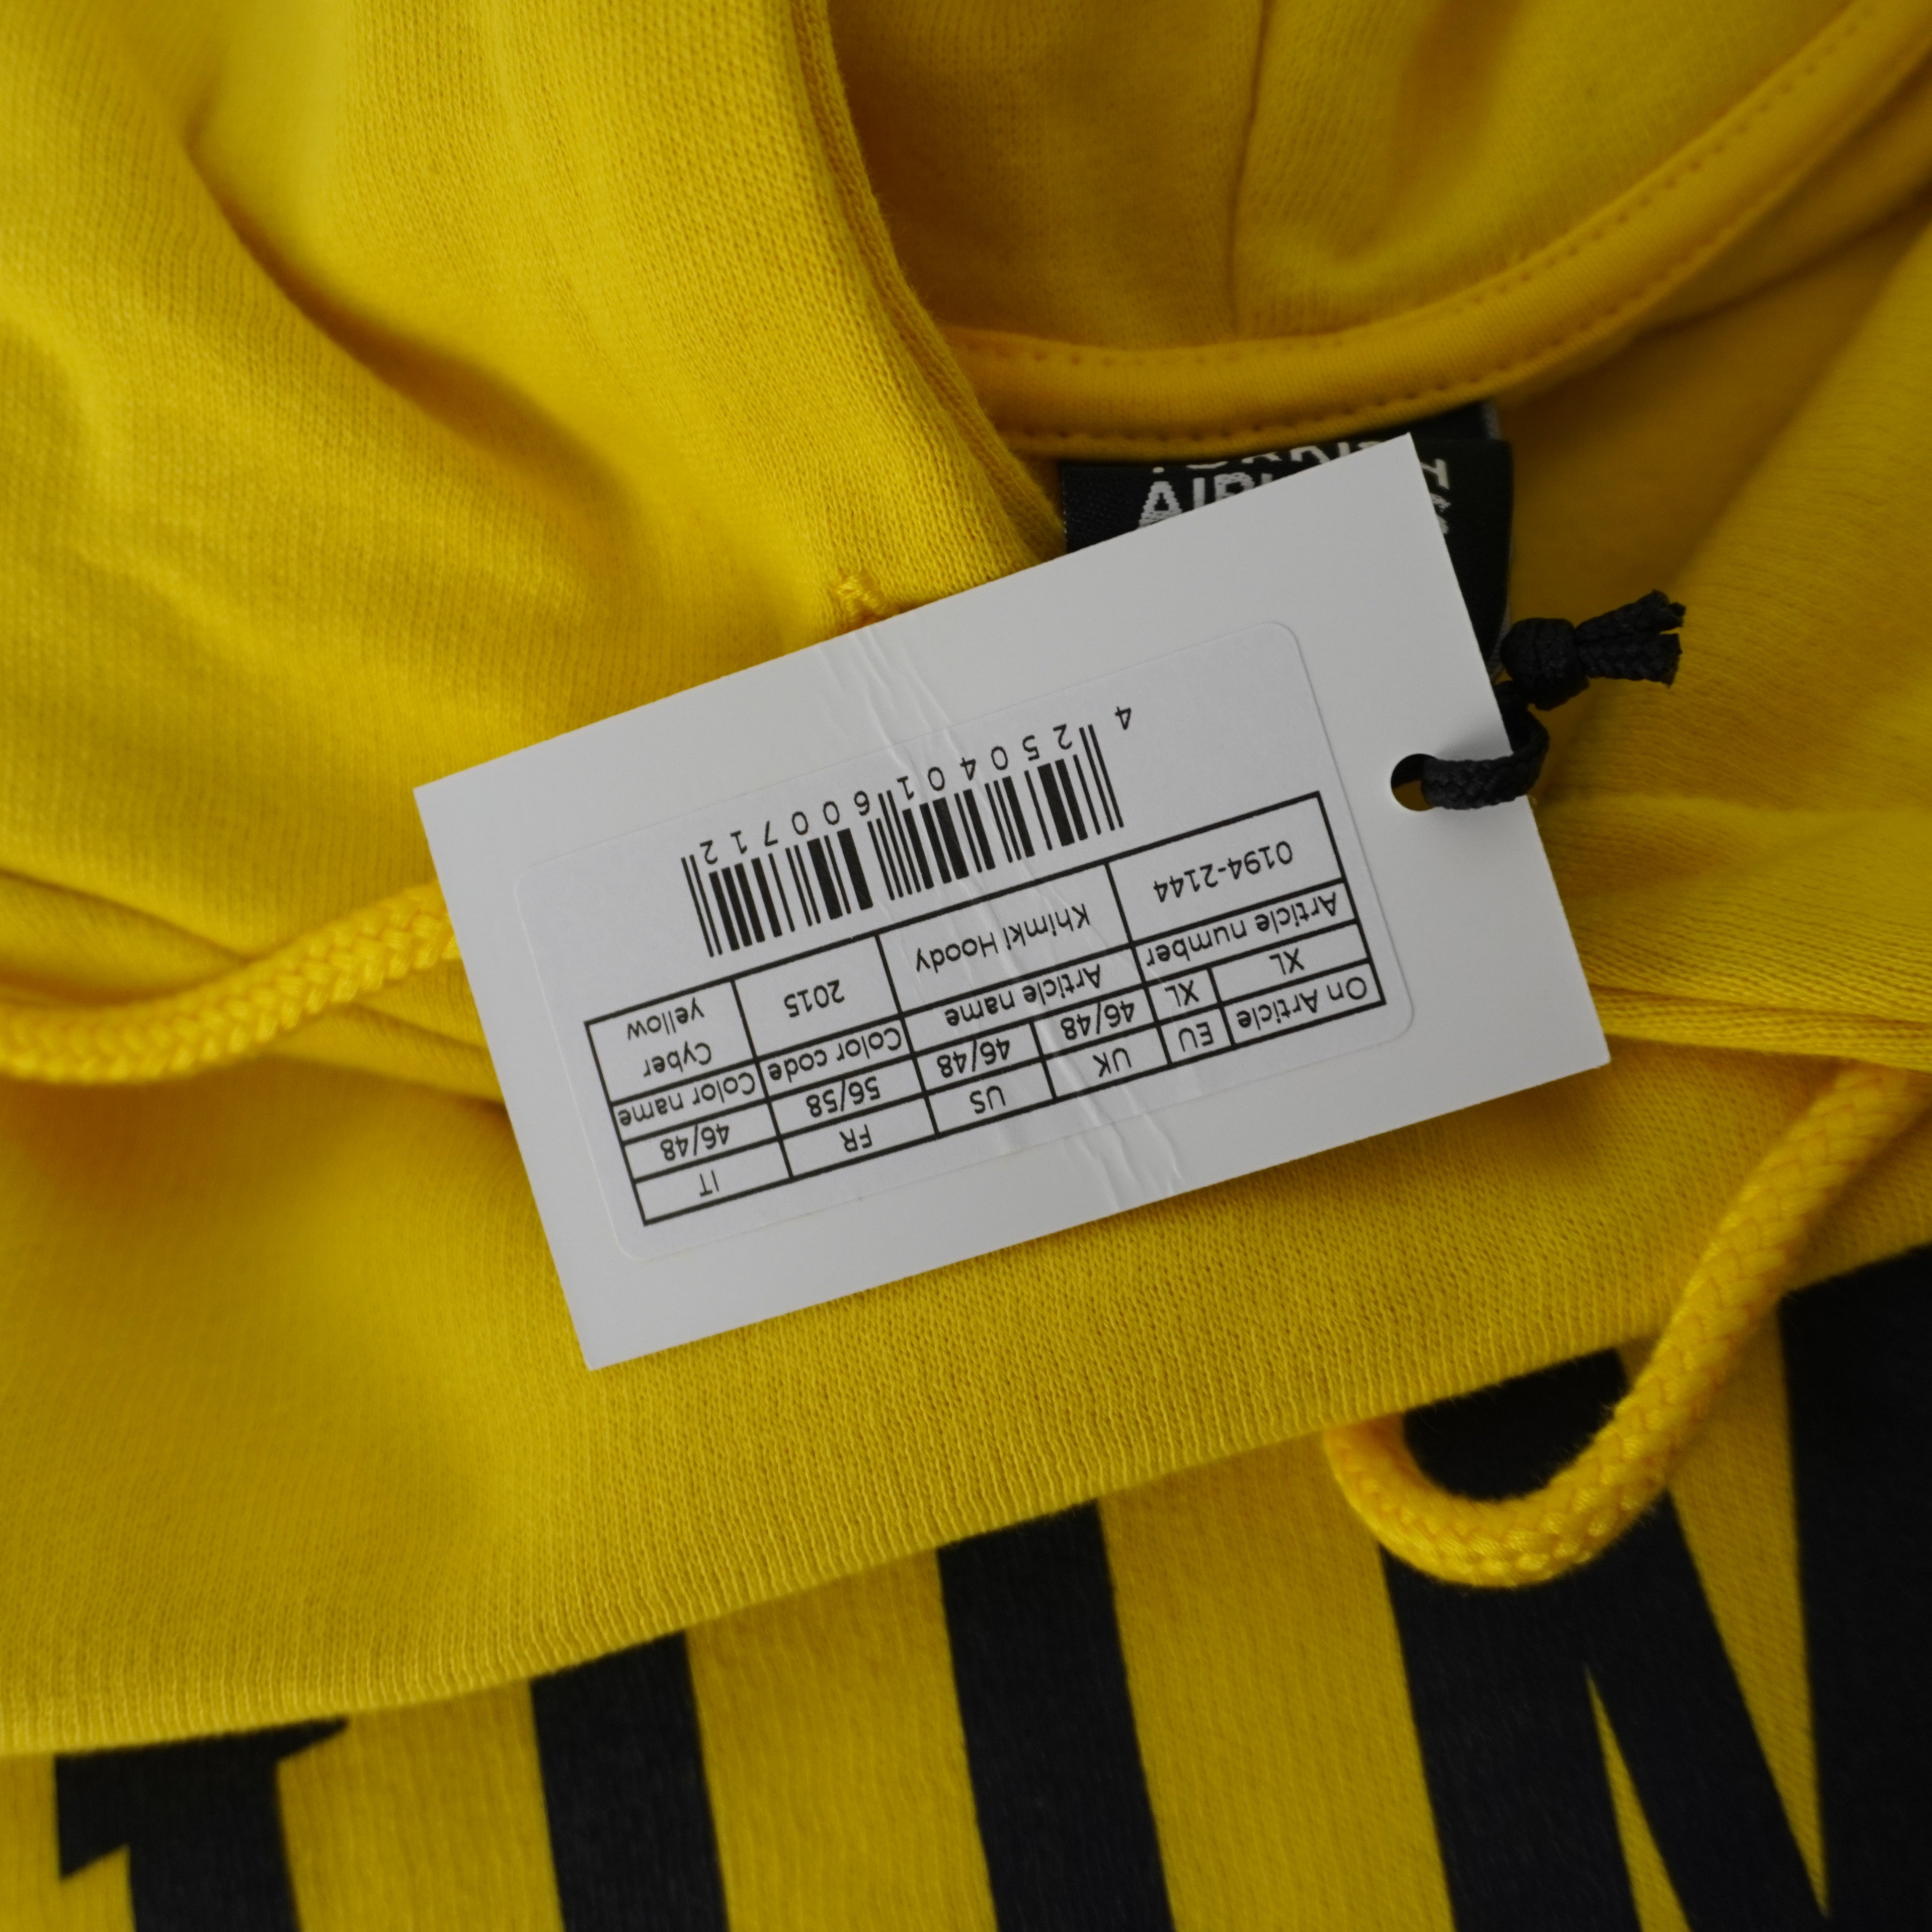 On Article EU UK US FR IT
XL XL 46/48 46/48 56/58 46/48
Article number Article name Color code Color name
0194-2144 Khimki Hoody 2015 Cyber
yellow
4 250401 600712